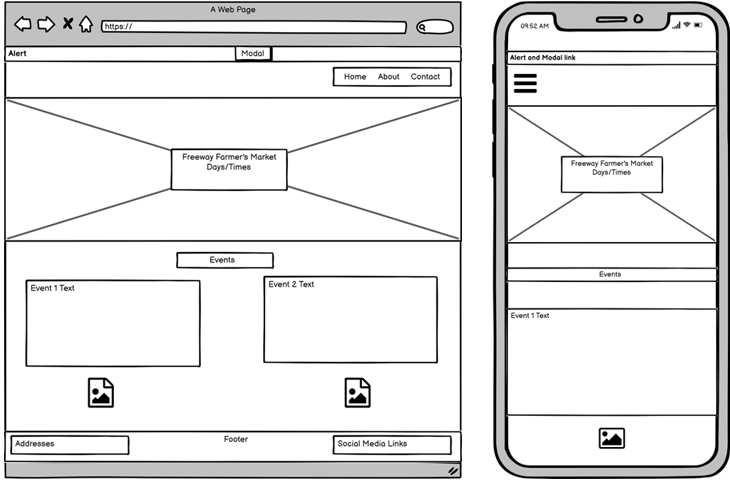 A Web Page
https://
Alert
Modal
Home About Contact
Freeway Farmer's Market
Days/Times
Events
Event 1 Text
Event 2 Text
Addresses
Footer
Social Media Links
09:52 AM
Alert and Modal link
Freeway Farmer's Market
Days/Times
Events
Event 1 Text